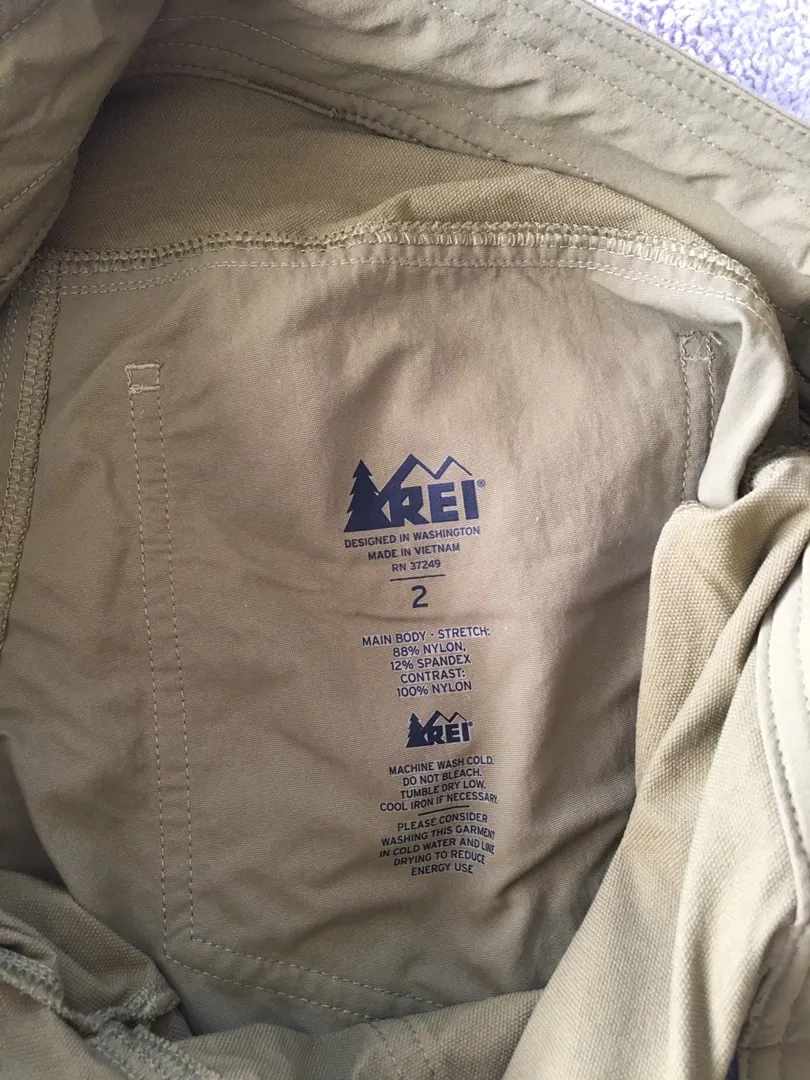 REI®
DESIGNED IN WASHINGTON
MADE IN VIETNAM
RN 37249
2
MAIN BODY - STRETCH:
88% NYLON,
12% SPANDEX
CONTRAST:
100% NYLON
REI
MACHINE WASH COLD.
DO NOT BLEACH.
TUMBLE DRY LOW.
COOL IRON IF NECESSARY
PLEASE CONSIDER
WASHING THIS GARMENT
IN COLD WATER AND LINE
DRYING TO REDUCE
ENERGY USE